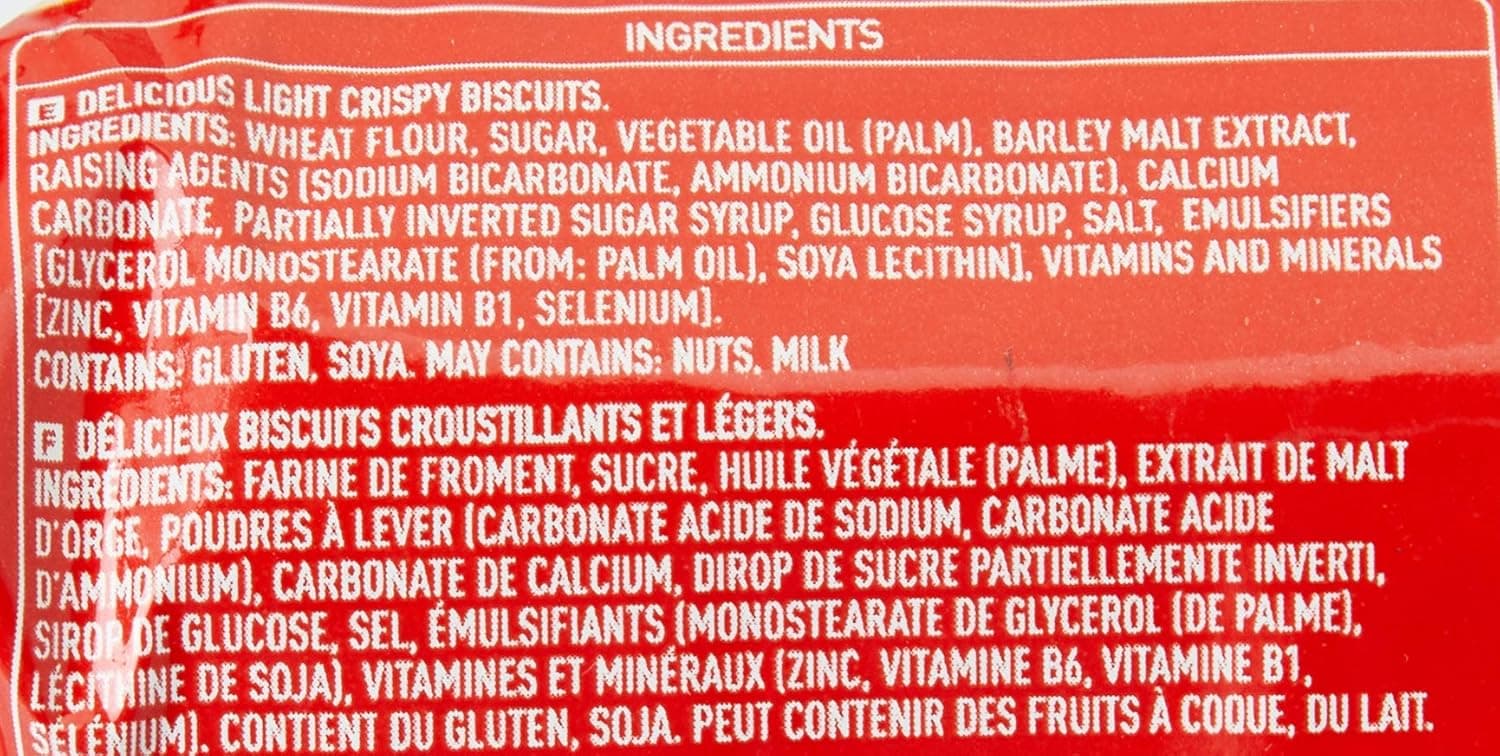 INGREDIENTS
E DELICIOUS LIGHT CRISPY BISCUITS.
INGREDIENTS: WHEAT FLOUR, SUGAR, VEGETABLE OIL (PALM), BARLEY MALT EXTRACT,
RAISING AGENTS (SODIUM BICARBONATE, AMMONIUM BICARBONATE), CALCIUM
CARBONATE, PARTIALLY INVERTED SUGAR SYRUP, GLUCOSE SYRUP, SALT, EMULSIFIERS
[GLYCEROL MONOSTEARATE (FROM: PALM OIL), SOYA LECITHIN], VITAMINS AND MINERALS
[ZINC, VITAMIN B6, VITAMIN B1, SELENIUM].
CONTAINS: GLUTEN, SOYA. MAY CONTAINS: NUTS, MILK
F DÉLICIEUX BISCUITS CROUSTILLANTS ET LÉGERS.
INGRÉDIENTS: FARINE DE FROMENT, SUCRE, HUILE VÉGÉTALE (PALME), EXTRAIT DE MALT
D'ORGE, POUDRES À LEVER (CARBONATE ACIDE DE SODIUM, CARBONATE ACIDE
D'AMMONIUM), CARBONATE DE CALCIUM, DIROP DE SUCRE PARTIELLEMENTE INVERTI,
SIROP DE GLUCOSE, SEL, ÉMULSIFIANTS (MONOSTEARATE DE GLYCEROL (DE PALME),
LÉCITHINE DE SOJA), VITAMINES ET MINÉRAUX (ZINC, VITAMINE B6, VITAMINE B1,
SÉLÉNIUM). CONTIENT DU GLUTEN, SOJA. PEUT CONTENIR DES FRUITS À COQUE, DU LAIT.